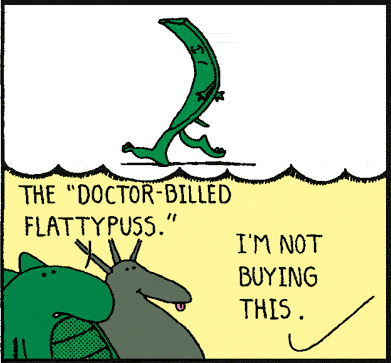 THE "DOCTOR-BILLED
FLATTYPUSS."
I'M NOT
BUYING
THIS.